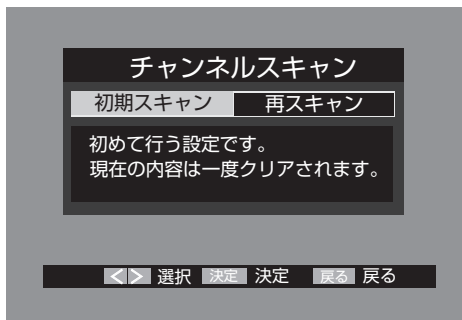 チャンネルスキャン
初期スキャン 再スキャン
初めて行う設定です。
現在の内容は一度クリアされます。
＜＞ 選択 決定 決定 戻る 戻る